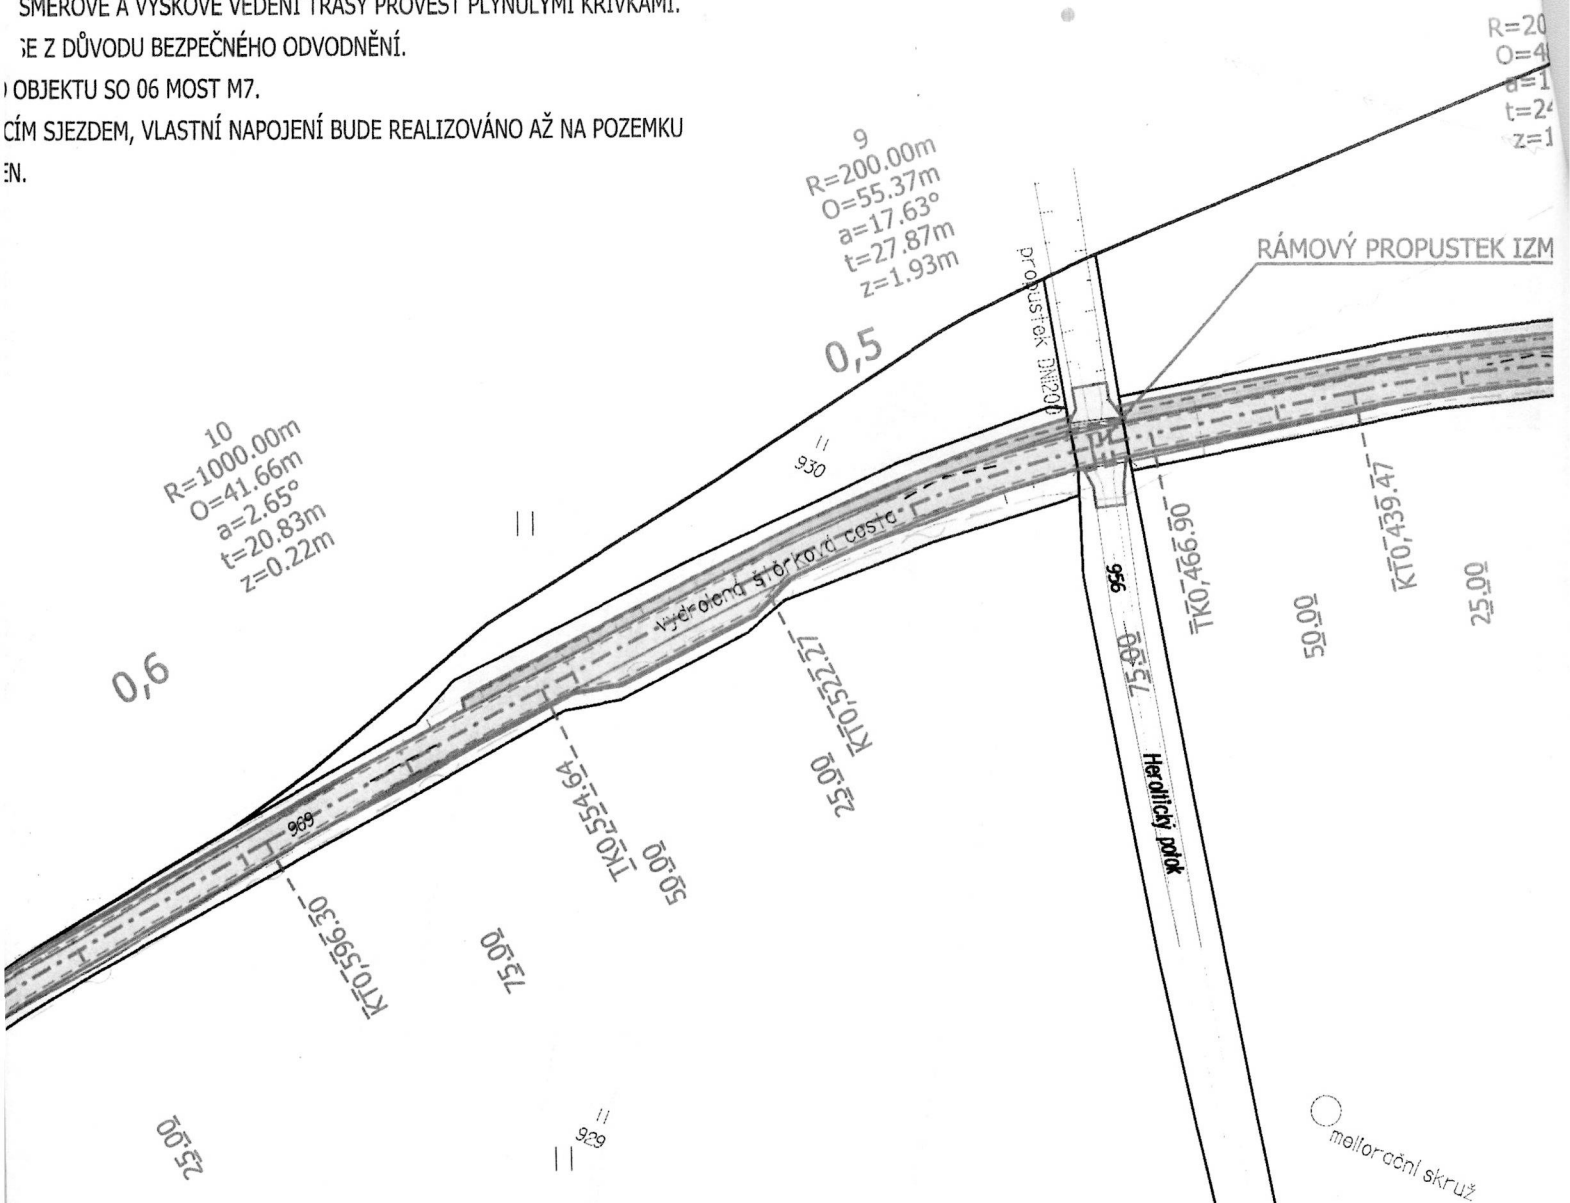 SMĚROVÉ A VÝŠKOVÉ VEDENÍ TRASY PROVÉST PLYNULÝMI KŘIVKAMI.
SE Z DŮVODU BEZPEČNÉHO ODVODNĚNÍ.
OBJEKTU SO 06 MOST M7.
CÍM SJEZDEM, VLASTNÍ NAPOJENÍ BUDE REALIZOVÁNO AŽ NA POZEMKU
EN.
R=20
O=4
a=1
t=24
z=1
9
R=200.00m
O=55.37m
a=17.63°
t=27.87m
z=1.93m
RÁMOVÝ PROPUSTEK IZM
propustek DN1200
0,5
10
R=1000.00m
O=41.66m
a=2.65°
t=20.83m
z=0.22m
930
vydrolená štěrková cesta
0,6
956
TK0,466.90
KT0,439.47
50.00
25.00
75.00
KT0,522.27
25.00
TK0,554.64
50.00
Heroltický potok
969
KT0,596.30
75.00
25.00
929
meliorační skruž